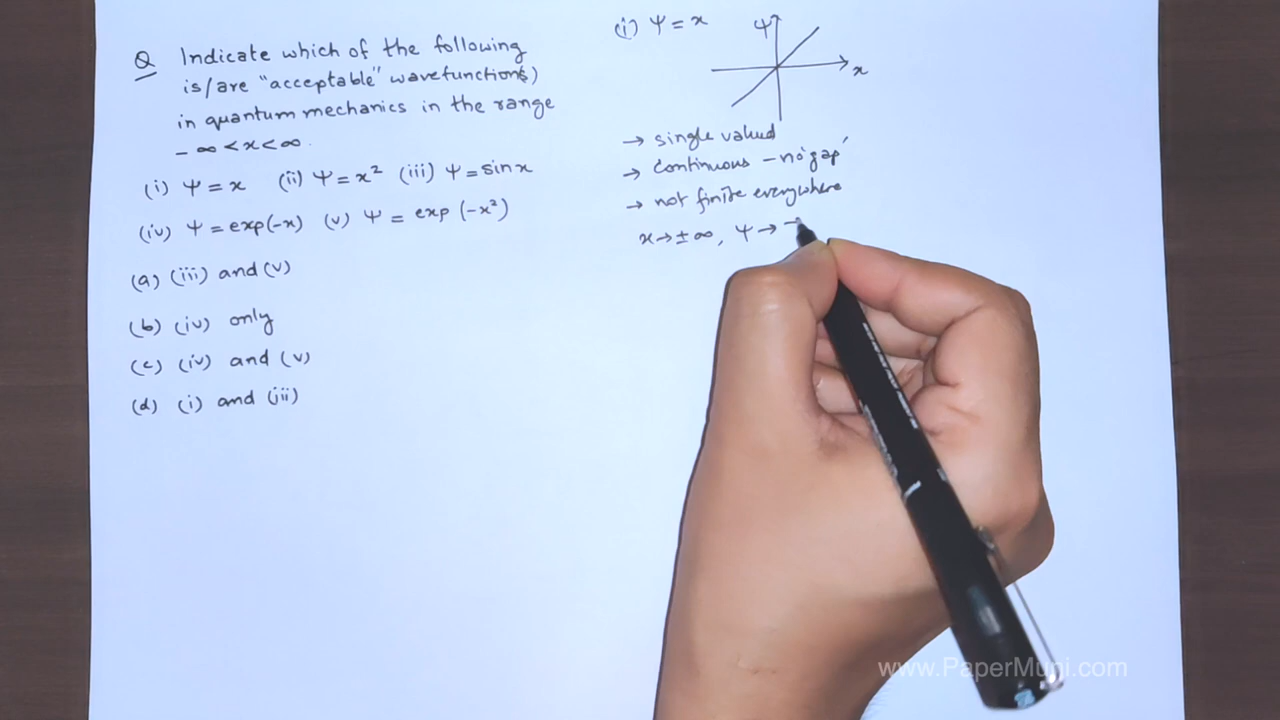 Q Indicate which of the following
is/are "acceptable" wavefunction(s)
in quantum mechanics in the range
-∞<x<∞.
(i) Ψ=x (ii) Ψ=x² (iii) Ψ=sinx
(iv) Ψ=exp(-x) (v) Ψ = exp (-x²)
(a) (iii) and (v)
(b) (iv) only
(c) (iv) and (v)
(d) (i) and (iii)
(i) Ψ=x
Ψ
x
→ single valued
→ continuous -no 'gap'
→ not finite everywhere
x→±∞, Ψ→
www.PaperMuni.com